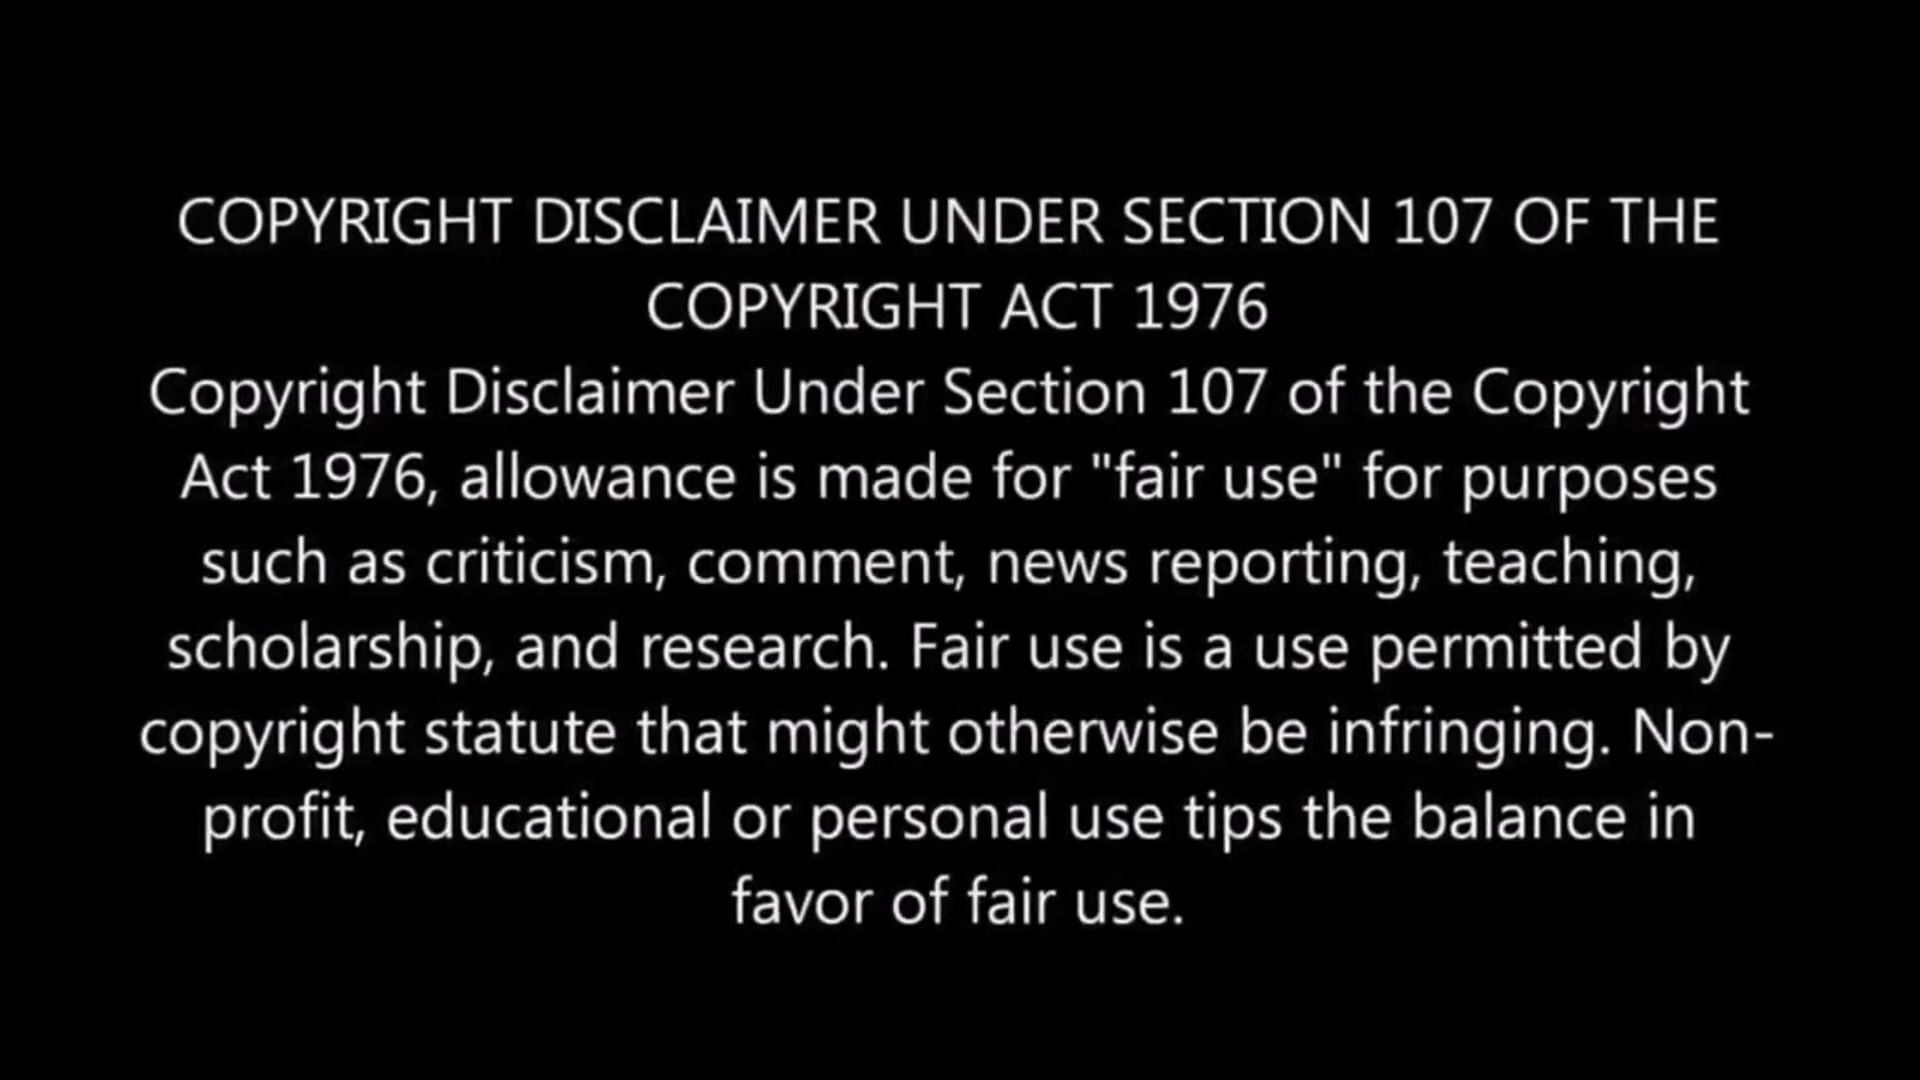 COPYRIGHT DISCLAIMER UNDER SECTION 107 OF THE
COPYRIGHT ACT 1976
Copyright Disclaimer Under Section 107 of the Copyright
Act 1976, allowance is made for "fair use" for purposes
such as criticism, comment, news reporting, teaching,
scholarship, and research. Fair use is a use permitted by
copyright statute that might otherwise be infringing. Non-
profit, educational or personal use tips the balance in
favor of fair use.